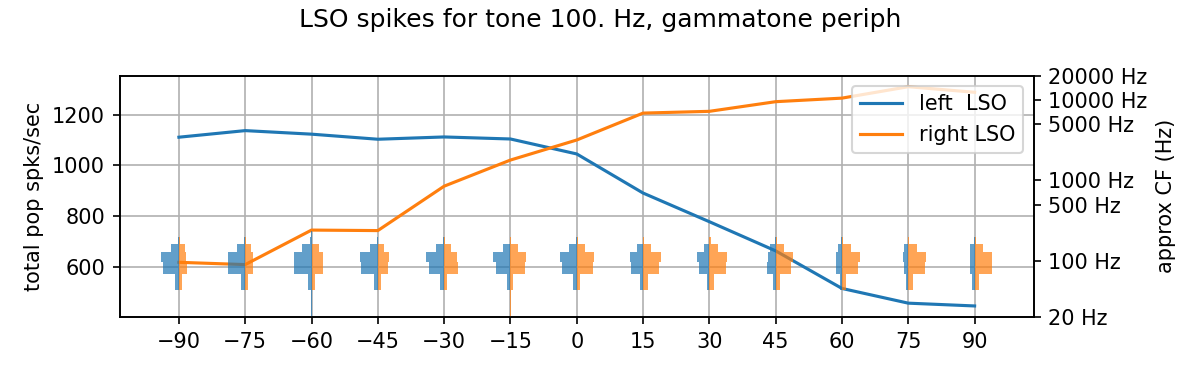 LSO spikes for tone 100. Hz, gammatone periph
total pop spks/sec
1200
1000
800
600
left  LSO
right LSO
20000 Hz
10000 Hz
5000 Hz
1000 Hz
500 Hz
100 Hz
20 Hz
approx CF (Hz)
−90 −75 −60 −45 −30 −15 0 15 30 45 60 75 90